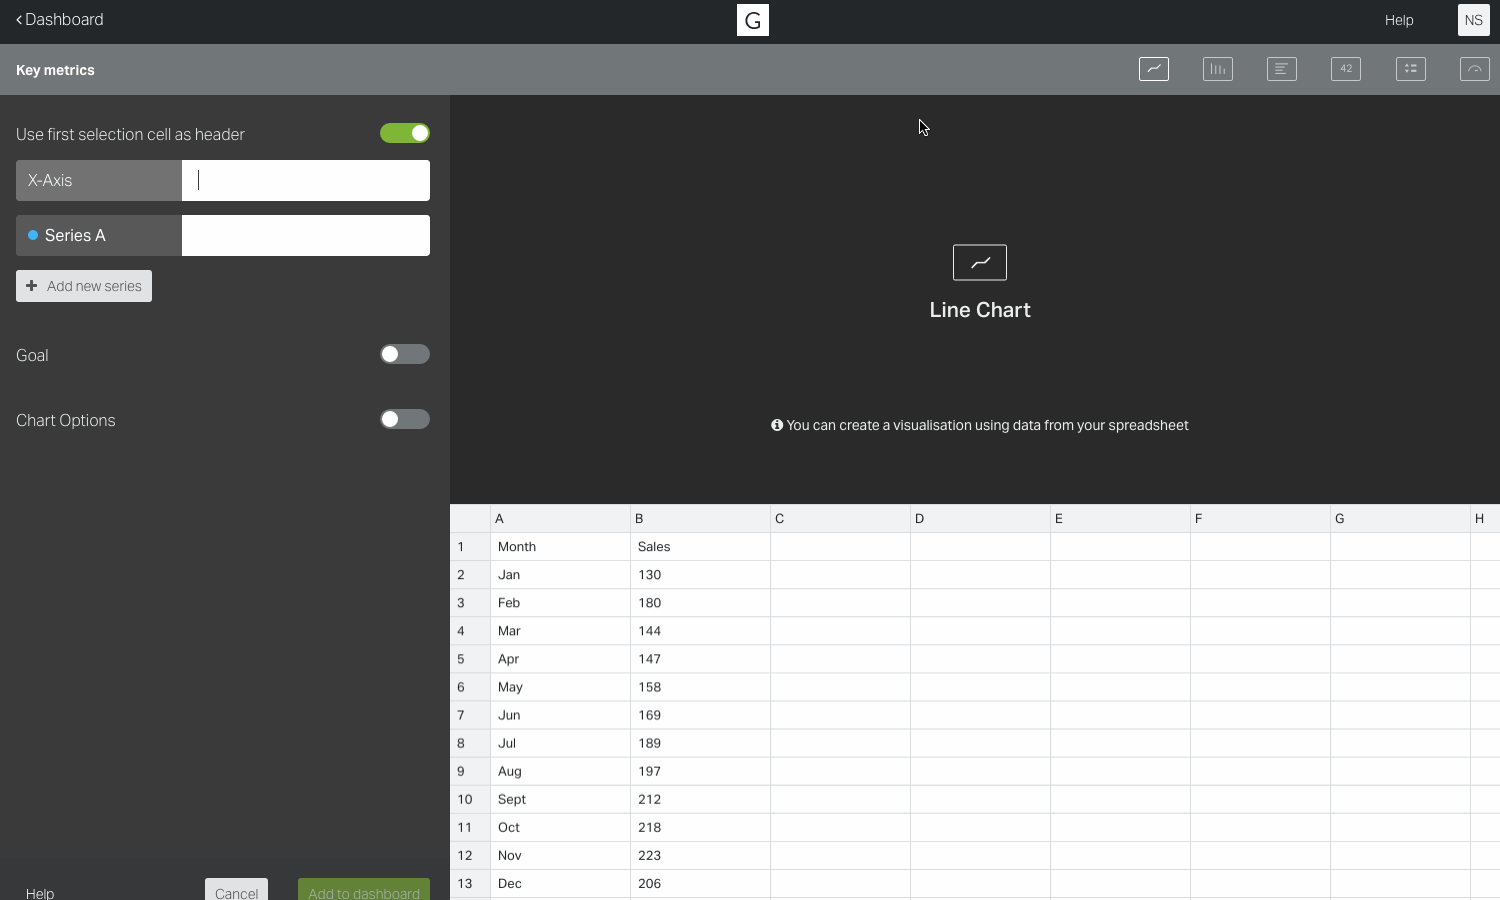 Dashboard
G
Help
NS
Key metrics
42
Use first selection cell as header
X-Axis
Series A
Add new series
Goal
Chart Options
Help
Cancel
Add to dashboard
Line Chart
You can create a visualisation using data from your spreadsheet
A B C D E F G H
1 Month Sales
2 Jan 130
3 Feb 180
4 Mar 144
5 Apr 147
6 May 158
7 Jun 169
8 Jul 189
9 Aug 197
10 Sept 212
11 Oct 218
12 Nov 223
13 Dec 206